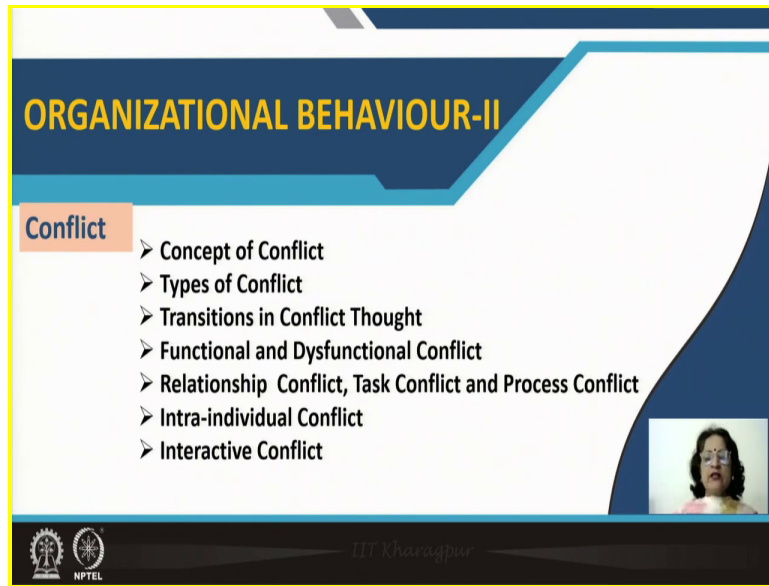 ORGANIZATIONAL BEHAVIOUR-II
Conflict
➢ Concept of Conflict
➢ Types of Conflict
➢ Transitions in Conflict Thought
➢ Functional and Dysfunctional Conflict
➢ Relationship Conflict, Task Conflict and Process Conflict
➢ Intra-individual Conflict
➢ Interactive Conflict
IIT Kharagpur
NPTEL